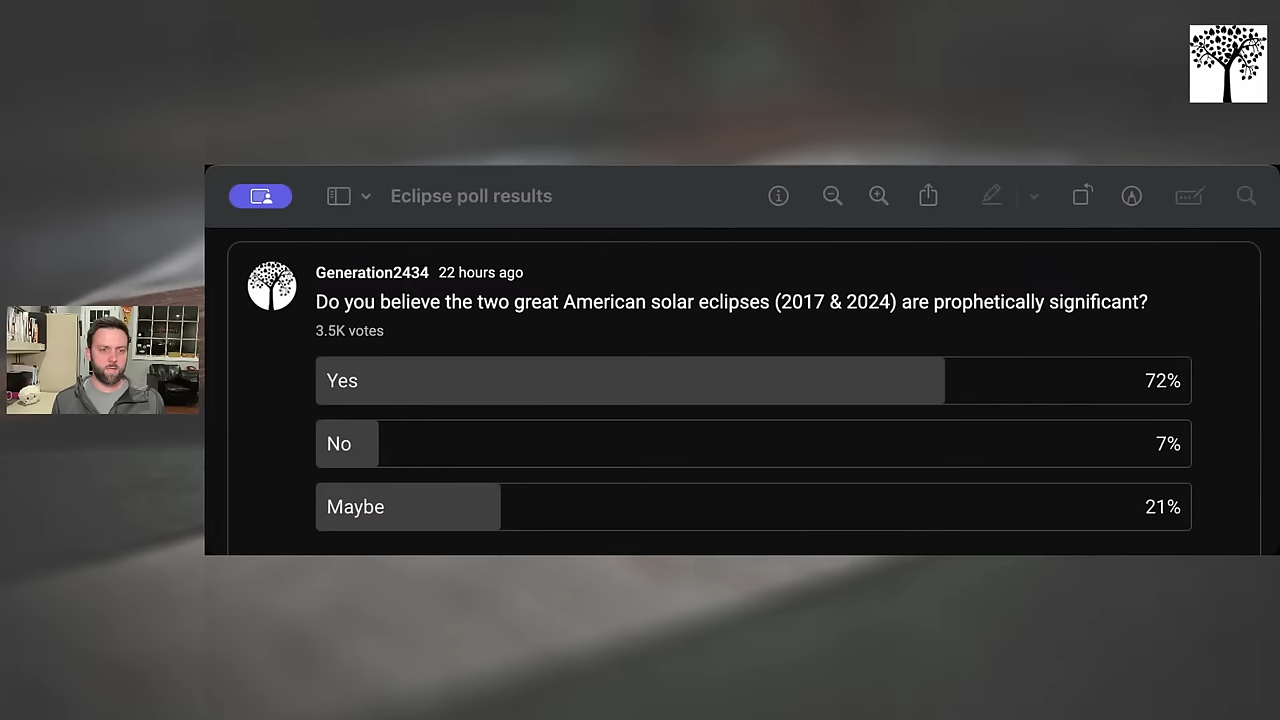 Eclipse poll results
Generation2434 22 hours ago
Do you believe the two great American solar eclipses (2017 & 2024) are prophetically significant?
3.5K votes
Yes 72%
No 7%
Maybe 21%